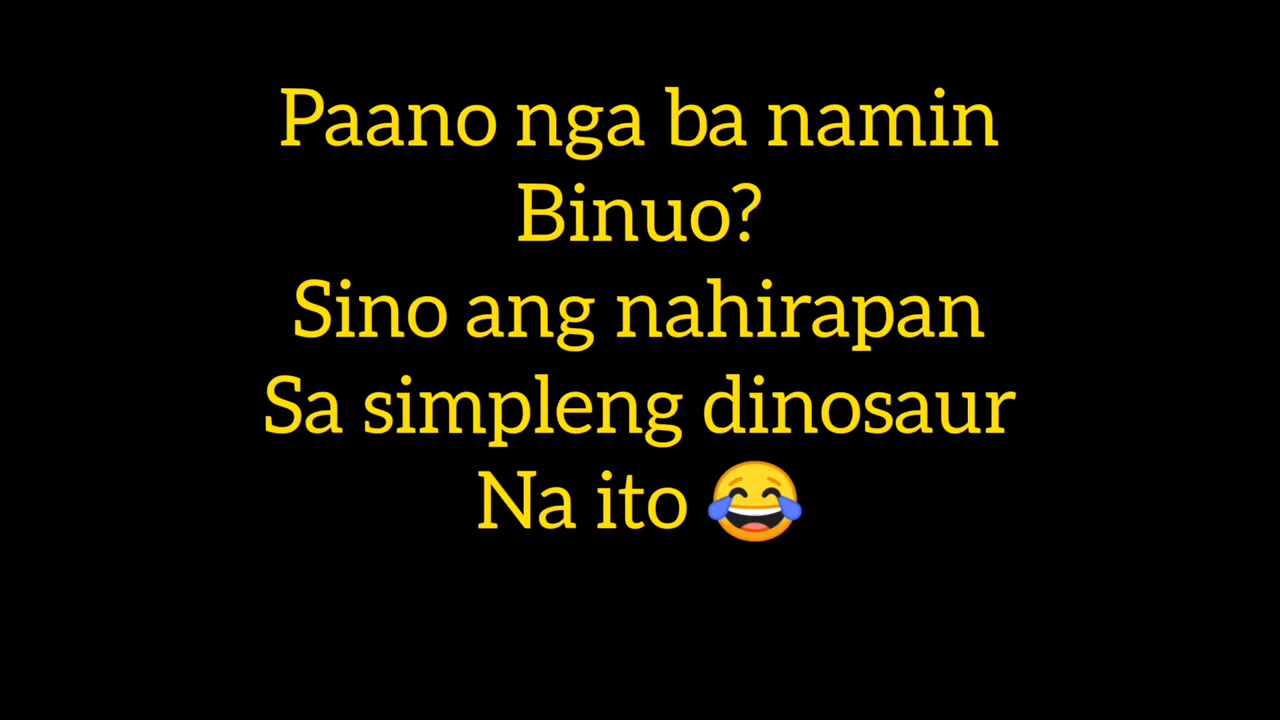 Paano nga ba namin
Binuo?
Sino ang nahirapan
Sa simpleng dinosaur
Na ito 😂